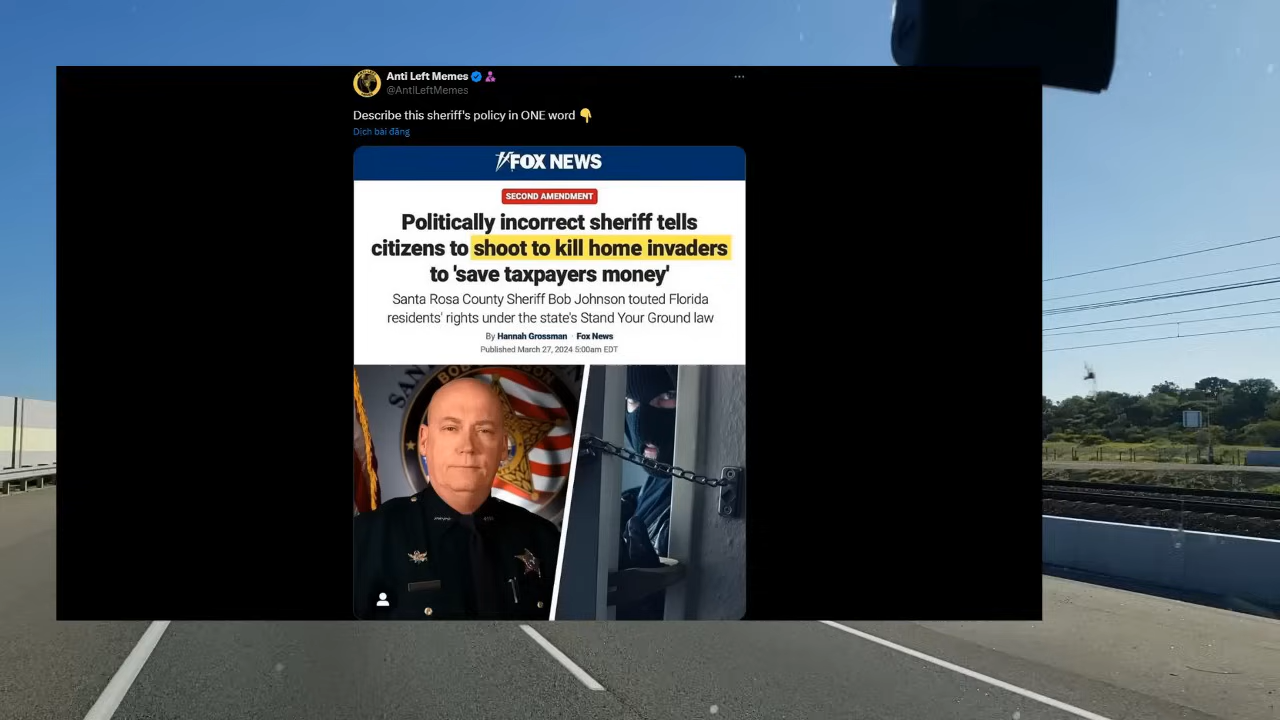 Anti Left Memes
@AntiLeftMemes
Describe this sheriff's policy in ONE word 👇
Dịch bài đăng
FOX NEWS
SECOND AMENDMENT
Politically incorrect sheriff tells
citizens to shoot to kill home invaders
to 'save taxpayers money'
Santa Rosa County Sheriff Bob Johnson touted Florida
residents' rights under the state's Stand Your Ground law
By Hannah Grossman Fox News
Published March 27, 2024 5:00am EDT